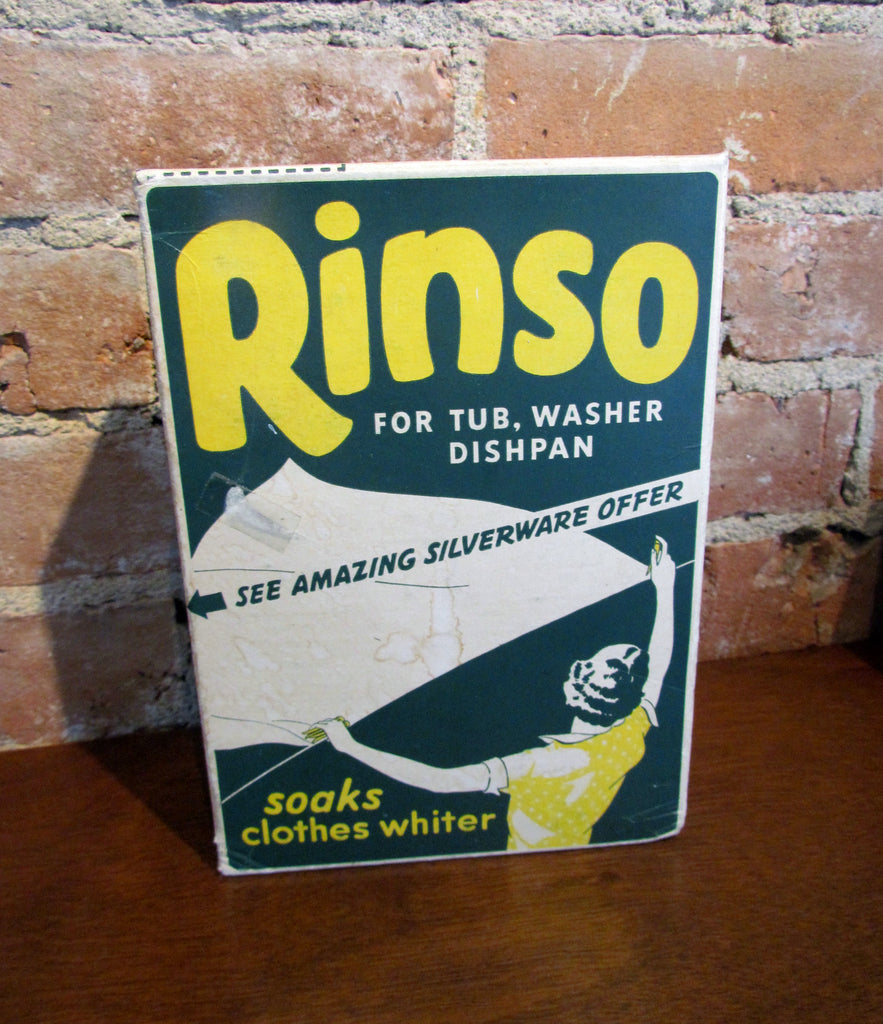 Rinso
FOR TUB, WASHER
DISHPAN
SEE AMAZING SILVERWARE OFFER
soaks
clothes whiter